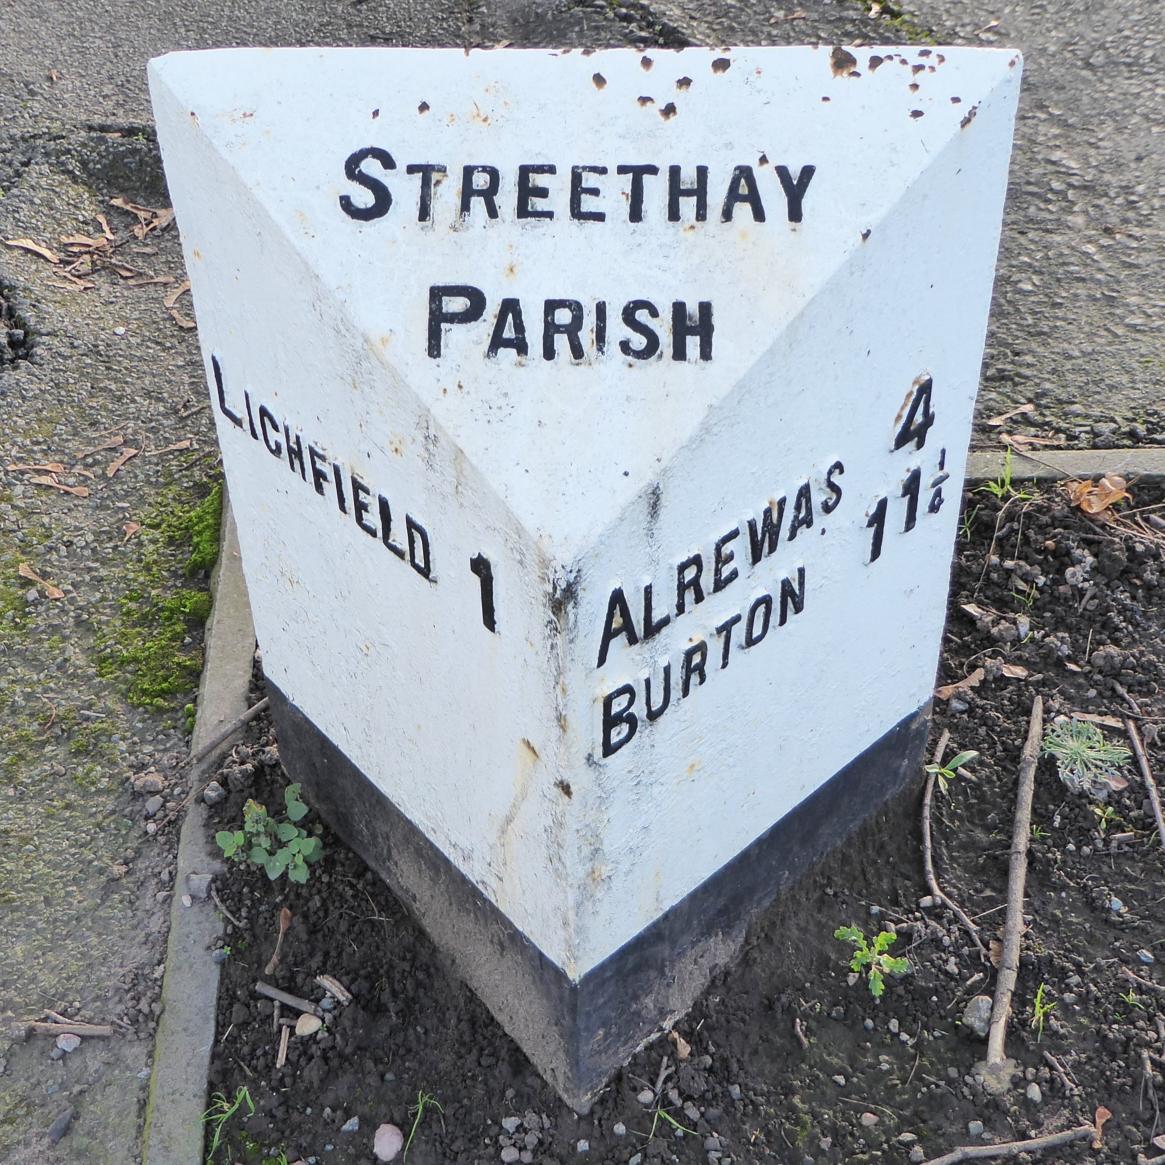 STREETHAY
PARISH
LICHFIELD 1
ALREWAS 4
BURTON 11¼